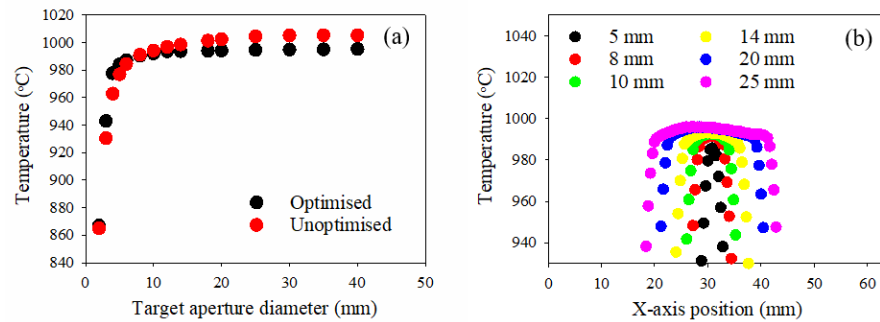 1020
1000
980
960
940
920
900
880
860
840
Temperature (°C)
0 10 20 30 40 50
Target aperture diameter (mm)
(a)
Optimised
Unoptimised
1040
1020
1000
980
960
940
Temperature (°C)
0 10 20 30 40 50 60
X-axis position (mm)
(b)
5 mm 14 mm
8 mm 20 mm
10 mm 25 mm